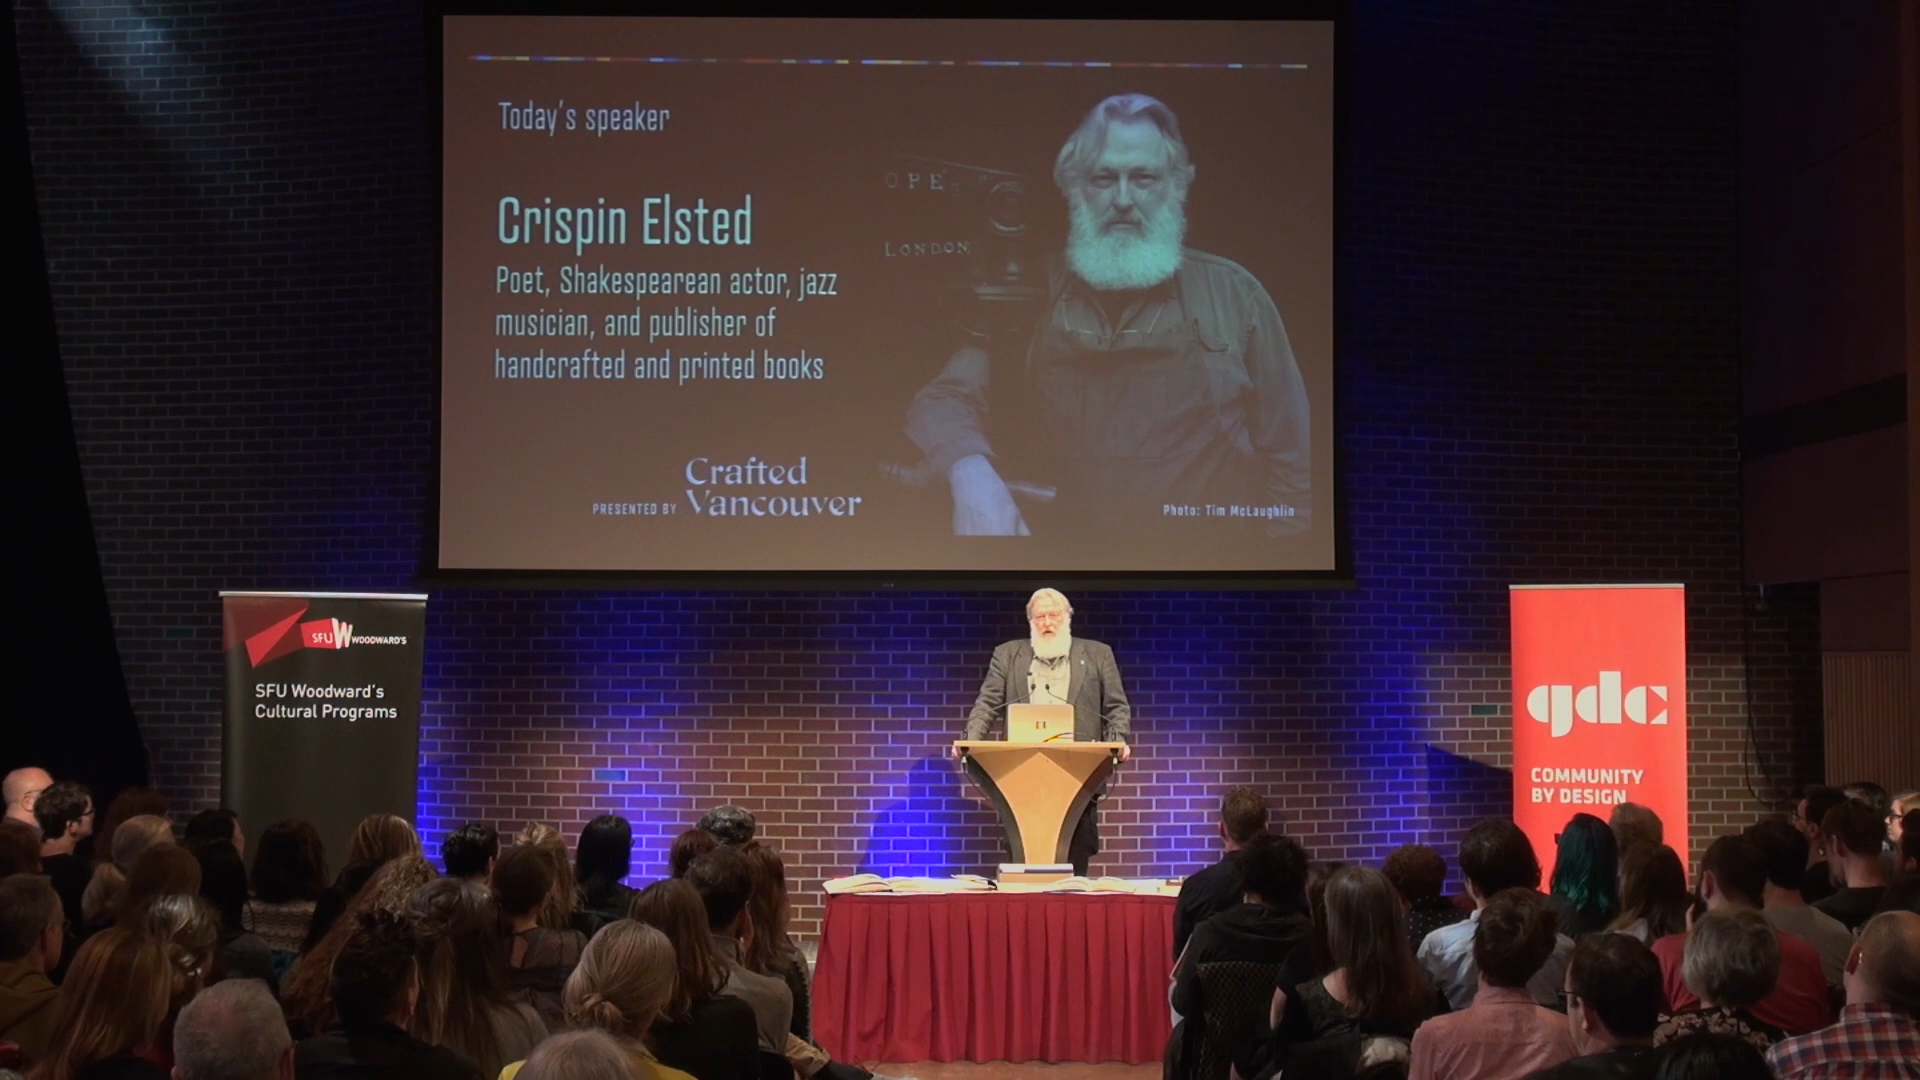 Today's speaker
Crispin Elsted
Poet, Shakespearean actor, jazz
musician, and publisher of
handcrafted and printed books
OPE
LONDON
PRESENTED BY
Crafted
Vancouver
Photo: Tim McLaughlin
SFU W WOODWARD'S
SFU Woodward's
Cultural Programs
gdc
COMMUNITY
BY DESIGN